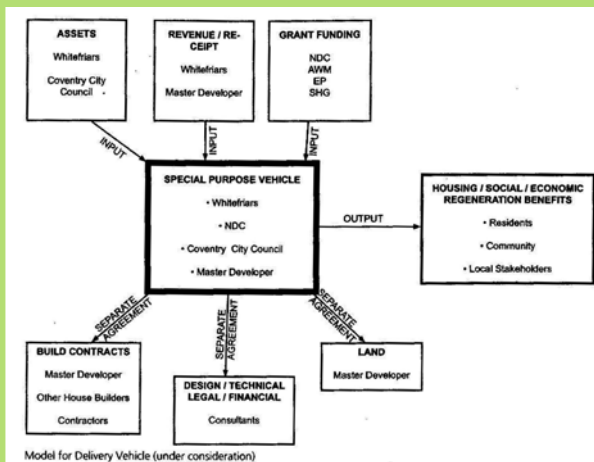 ASSETS
Whitefriars
Coventry City
Council
REVENUE / RE-
CEIPT
Whitefriars
Master Developer
GRANT FUNDING
NDC
AWM
EP
SHG
INPUT
INPUT
INPUT
SPECIAL PURPOSE VEHICLE
• Whitefriars
• NDC
• Coventry City Council
• Master Developer
OUTPUT
HOUSING / SOCIAL / ECONOMIC
REGENERATION BENEFITS
• Residents
• Community
• Local Stakeholders
SEPARATE
AGREEMENT
SEPARATE
AGREEMENT
SEPARATE
AGREEMENT
BUILD CONTRACTS
Master Developer
Other House Builders
Contractors
DESIGN / TECHNICAL
LEGAL / FINANCIAL
Consultants
LAND
Master Developer
Model for Delivery Vehicle (under consideration)